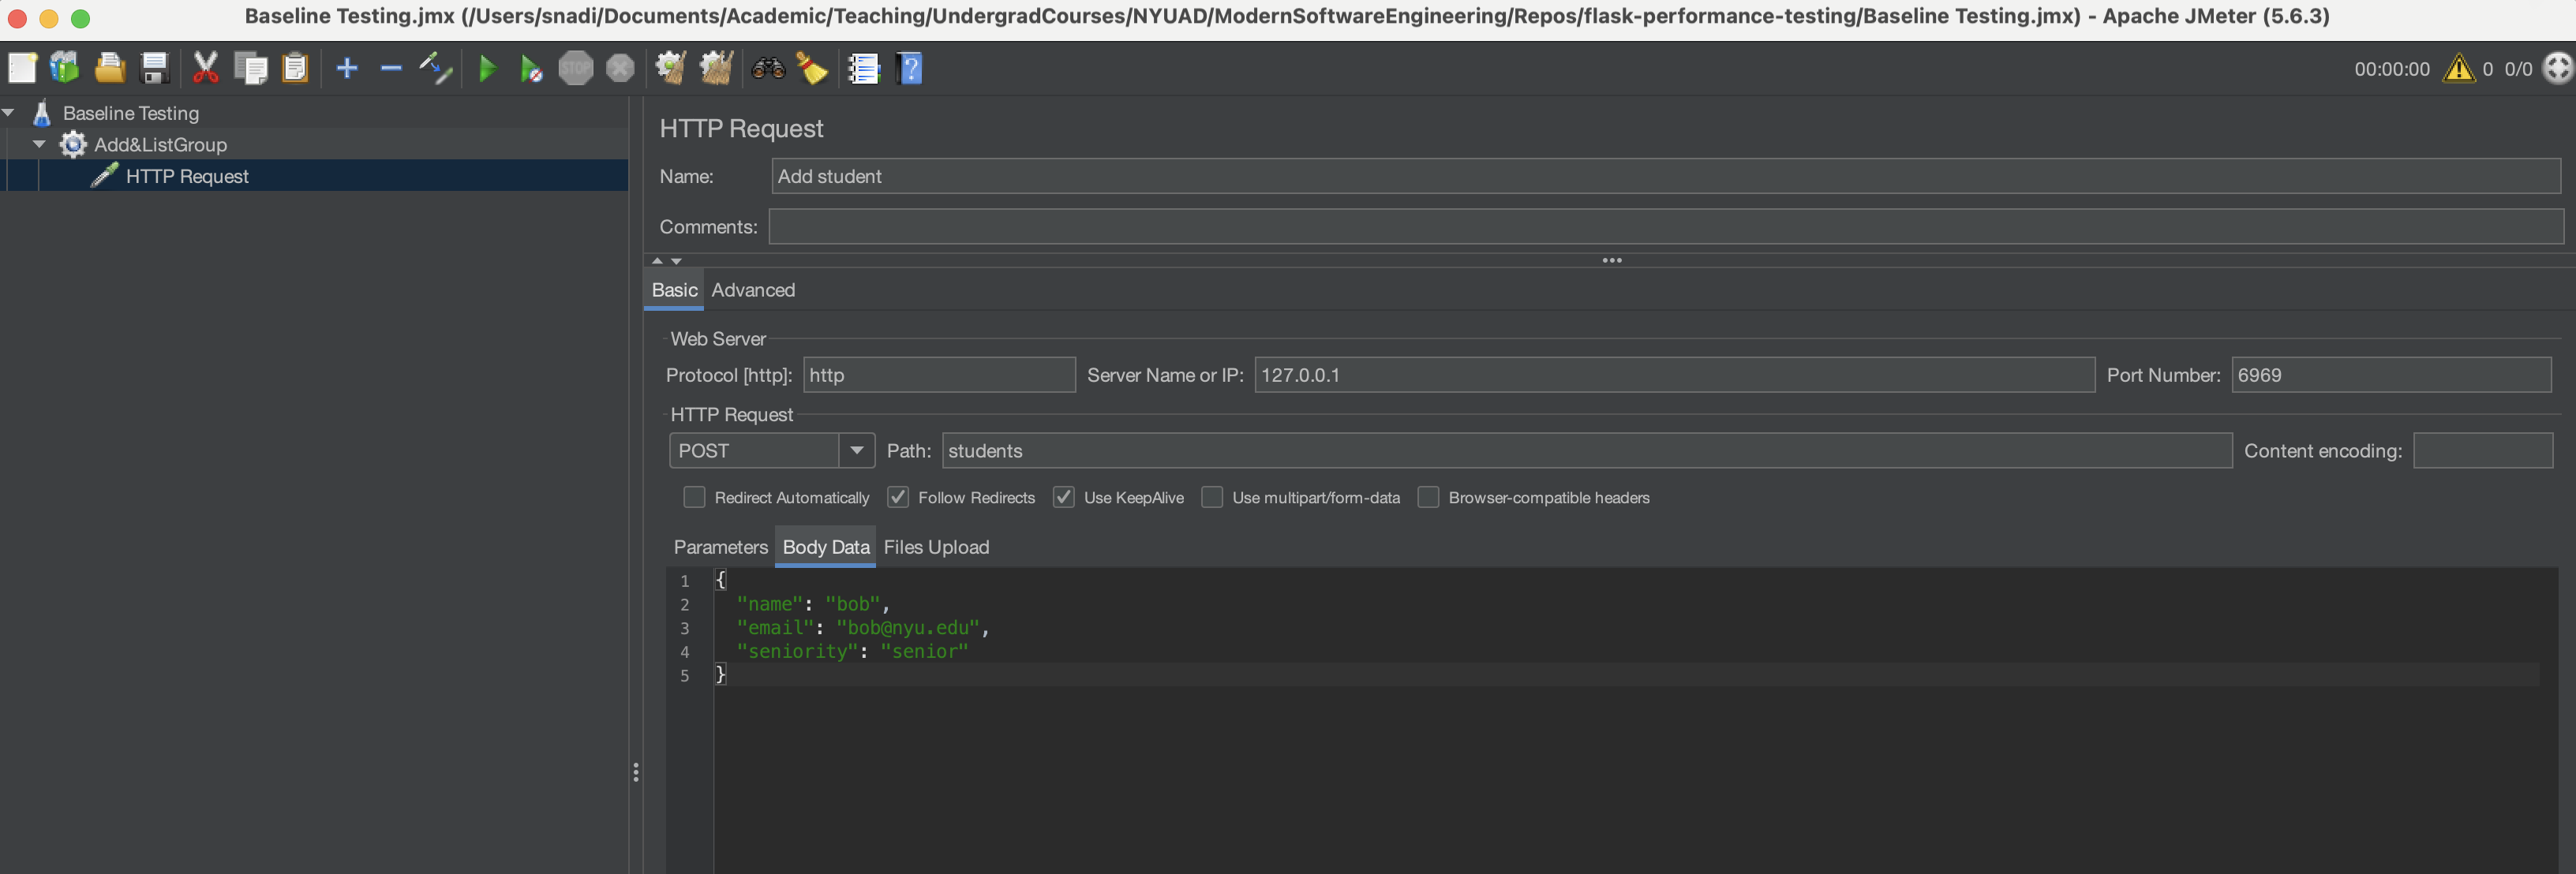 Baseline Testing.jmx (/Users/snadi/Documents/Academic/Teaching/UndergradCourses/NYUAD/ModernSoftwareEngineering/Repos/flask-performance-testing/Baseline Testing.jmx) - Apache JMeter (5.6.3)
STOP
00:00:00 0 0/0
Baseline Testing
Add&ListGroup
HTTP Request
HTTP Request
Name: Add student
Comments:
Basic Advanced
Web Server
Protocol [http]: http Server Name or IP: 127.0.0.1 Port Number: 6969
HTTP Request
POST Path: students Content encoding:
Redirect Automatically Follow Redirects Use KeepAlive Use multipart/form-data Browser-compatible headers
Parameters Body Data Files Upload
1 {
2 "name": "bob",
3 "email": "bob@nyu.edu",
4 "seniority": "senior"
5 }